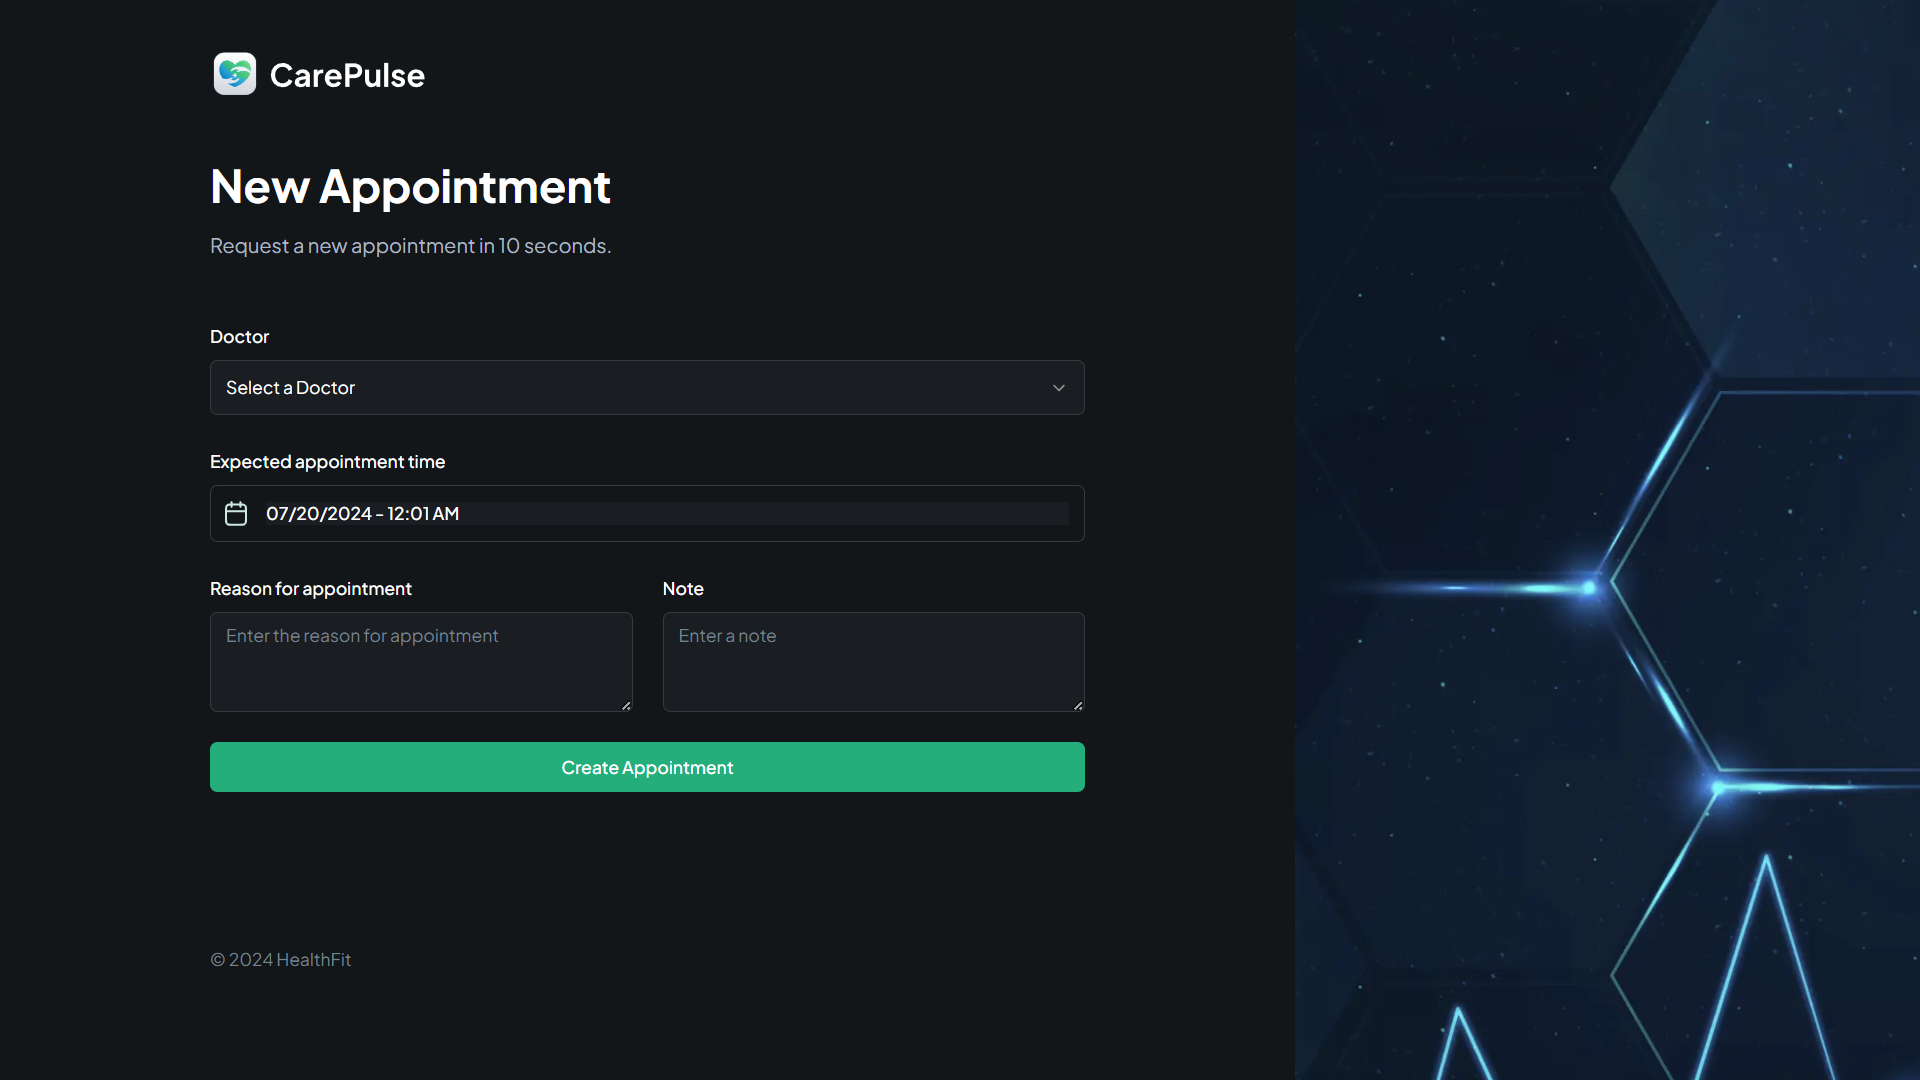 CarePulse
New Appointment
Request a new appointment in 10 seconds.
Doctor
Select a Doctor
Expected appointment time
07/20/2024 - 12:01 AM
Reason for appointment
Enter the reason for appointment
Note
Enter a note
Create Appointment
© 2024 HealthFit